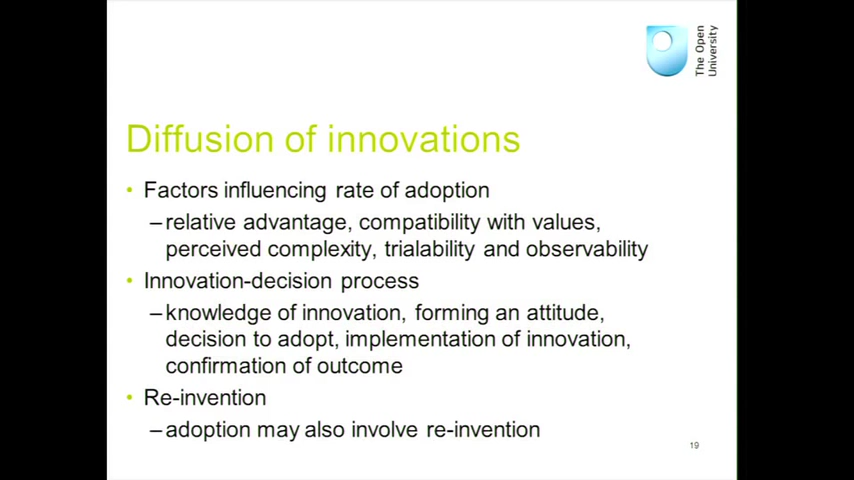 The Open
University
Diffusion of innovations
• Factors influencing rate of adoption
–relative advantage, compatibility with values,
perceived complexity, trialability and observability
• Innovation-decision process
–knowledge of innovation, forming an attitude,
decision to adopt, implementation of innovation,
confirmation of outcome
• Re-invention
–adoption may also involve re-invention
19